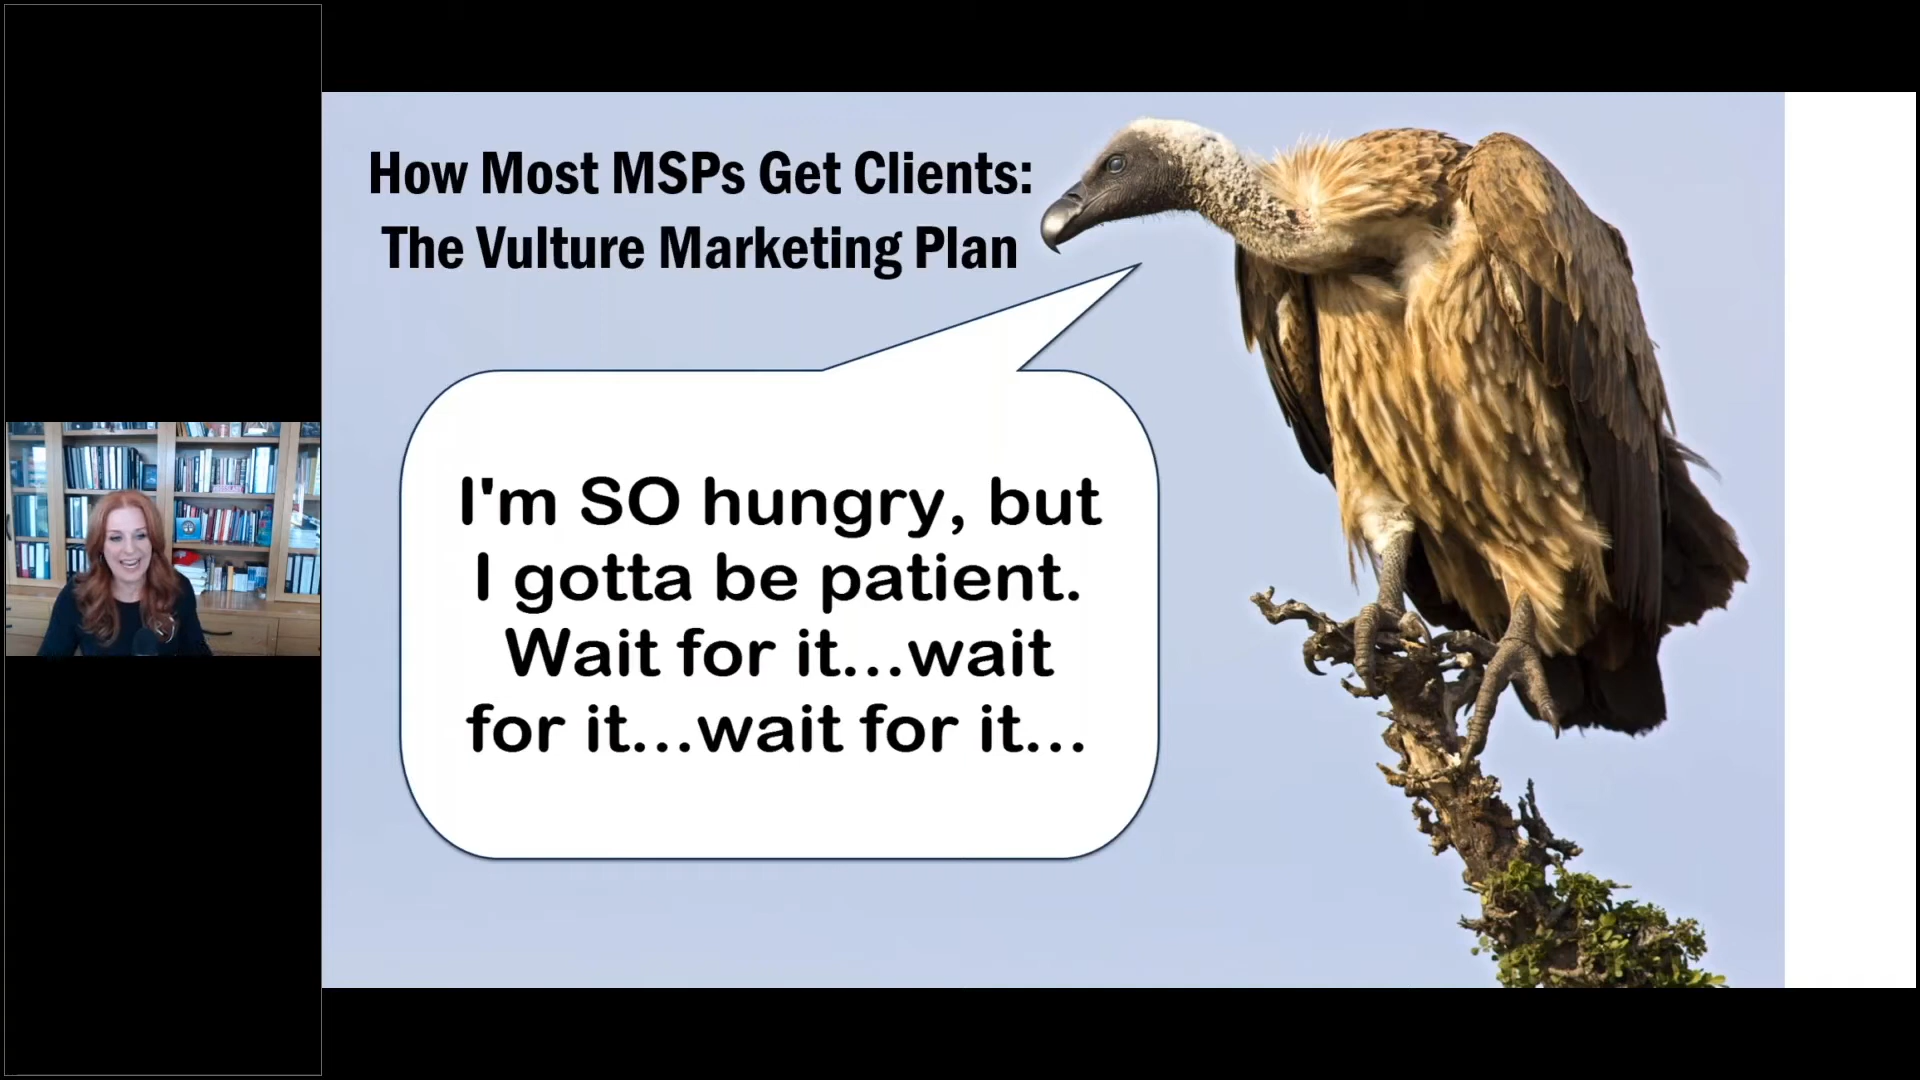 How Most MSPs Get Clients:
The Vulture Marketing Plan
I'm SO hungry, but
I gotta be patient.
Wait for it...wait
for it...wait for it...